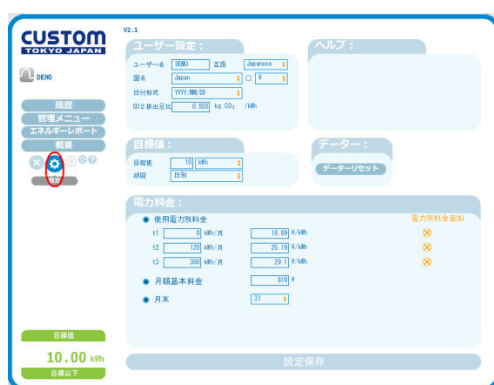 CUSTOM
TOKYO JAPAN
DEMO
履歴
管理メニュー
エネルギーレポート
概要
目標値
10.00 kWh
目標以下
V2.1
ユーザー設定：
ユーザー名 DEMO 言語 Japanese
国名 Japan ¥
日付形式 YYYY/MM/DD
CO2排出至比 0.555 kg CO₂ /kWh
ヘルプ：
目標値：
目標値 10 kWh
期間 日別
データー：
データーリセット
電力料金：
使用電力別料金 電力別料金追加
t1 0 kWh/月 18.89 ¥/kWh
t2 120 kWh/月 25.19 ¥/kWh
t3 300 kWh/月 29.1 ¥/kWh
月額基本料金 819 ¥
月末 31
設定保存